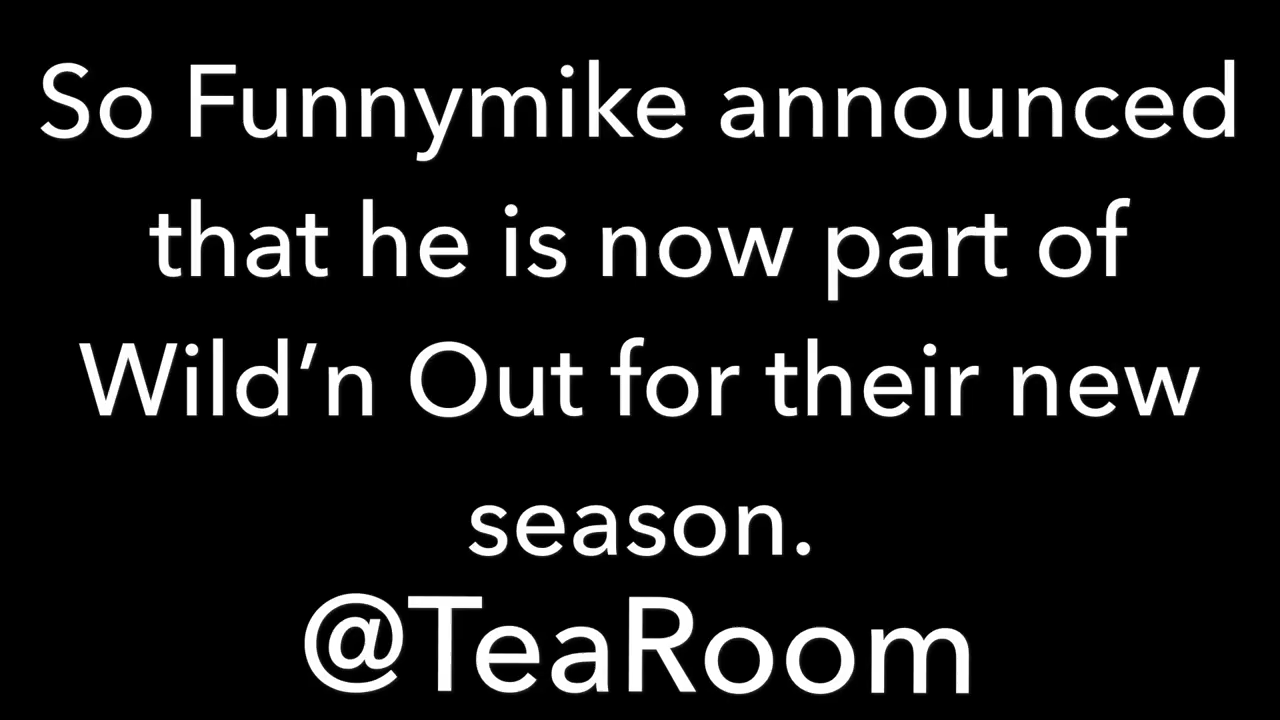 So Funnymike announced
that he is now part of
Wild’n Out for their new
season.
@TeaRoom